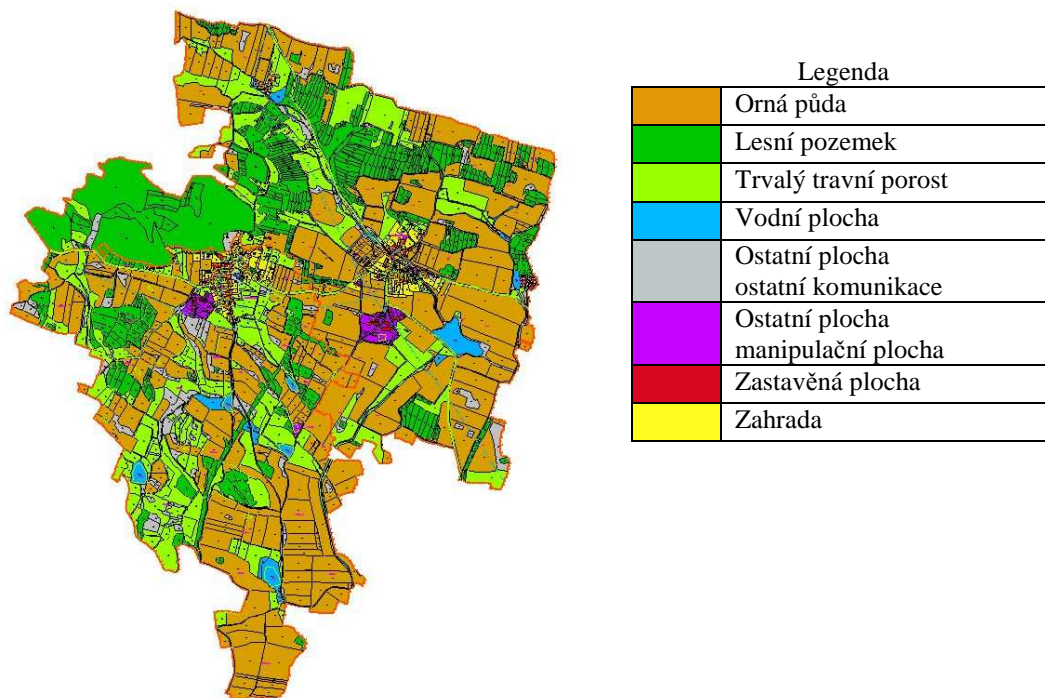 Legenda
Orná půda
Lesní pozemek
Trvalý travní porost
Vodní plocha
Ostatní plocha
ostatní komunikace
Ostatní plocha
manipulační plocha
Zastavěná plocha
Zahrada